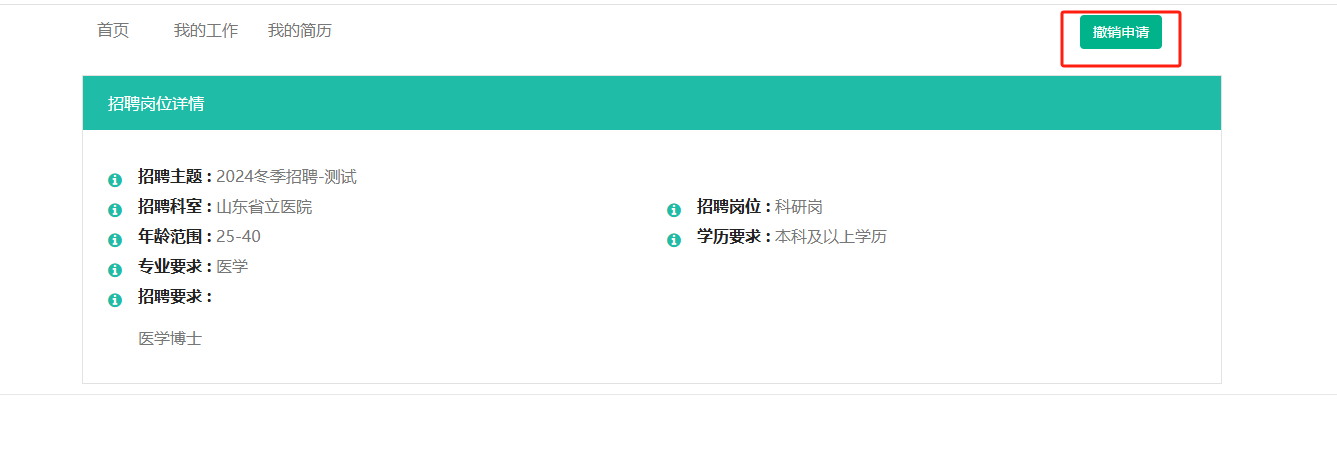 首页 我的工作 我的简历 撤销申请
招聘岗位详情
招聘主题：2024冬季招聘-测试
招聘科室：山东省立医院 招聘岗位：科研岗
年龄范围：25-40 学历要求：本科及以上学历
专业要求：医学
招聘要求：
医学博士